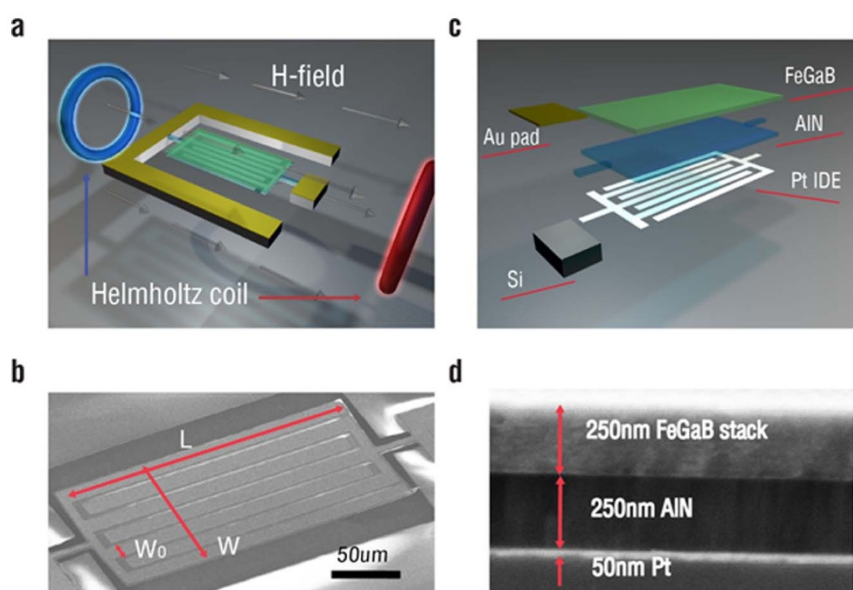 a
H-field
Helmholtz coil
c
FeGaB
Au pad
AlN
Pt IDE
Si
b
L
W₀
W
50um
d
250nm FeGaB stack
250nm AlN
50nm Pt